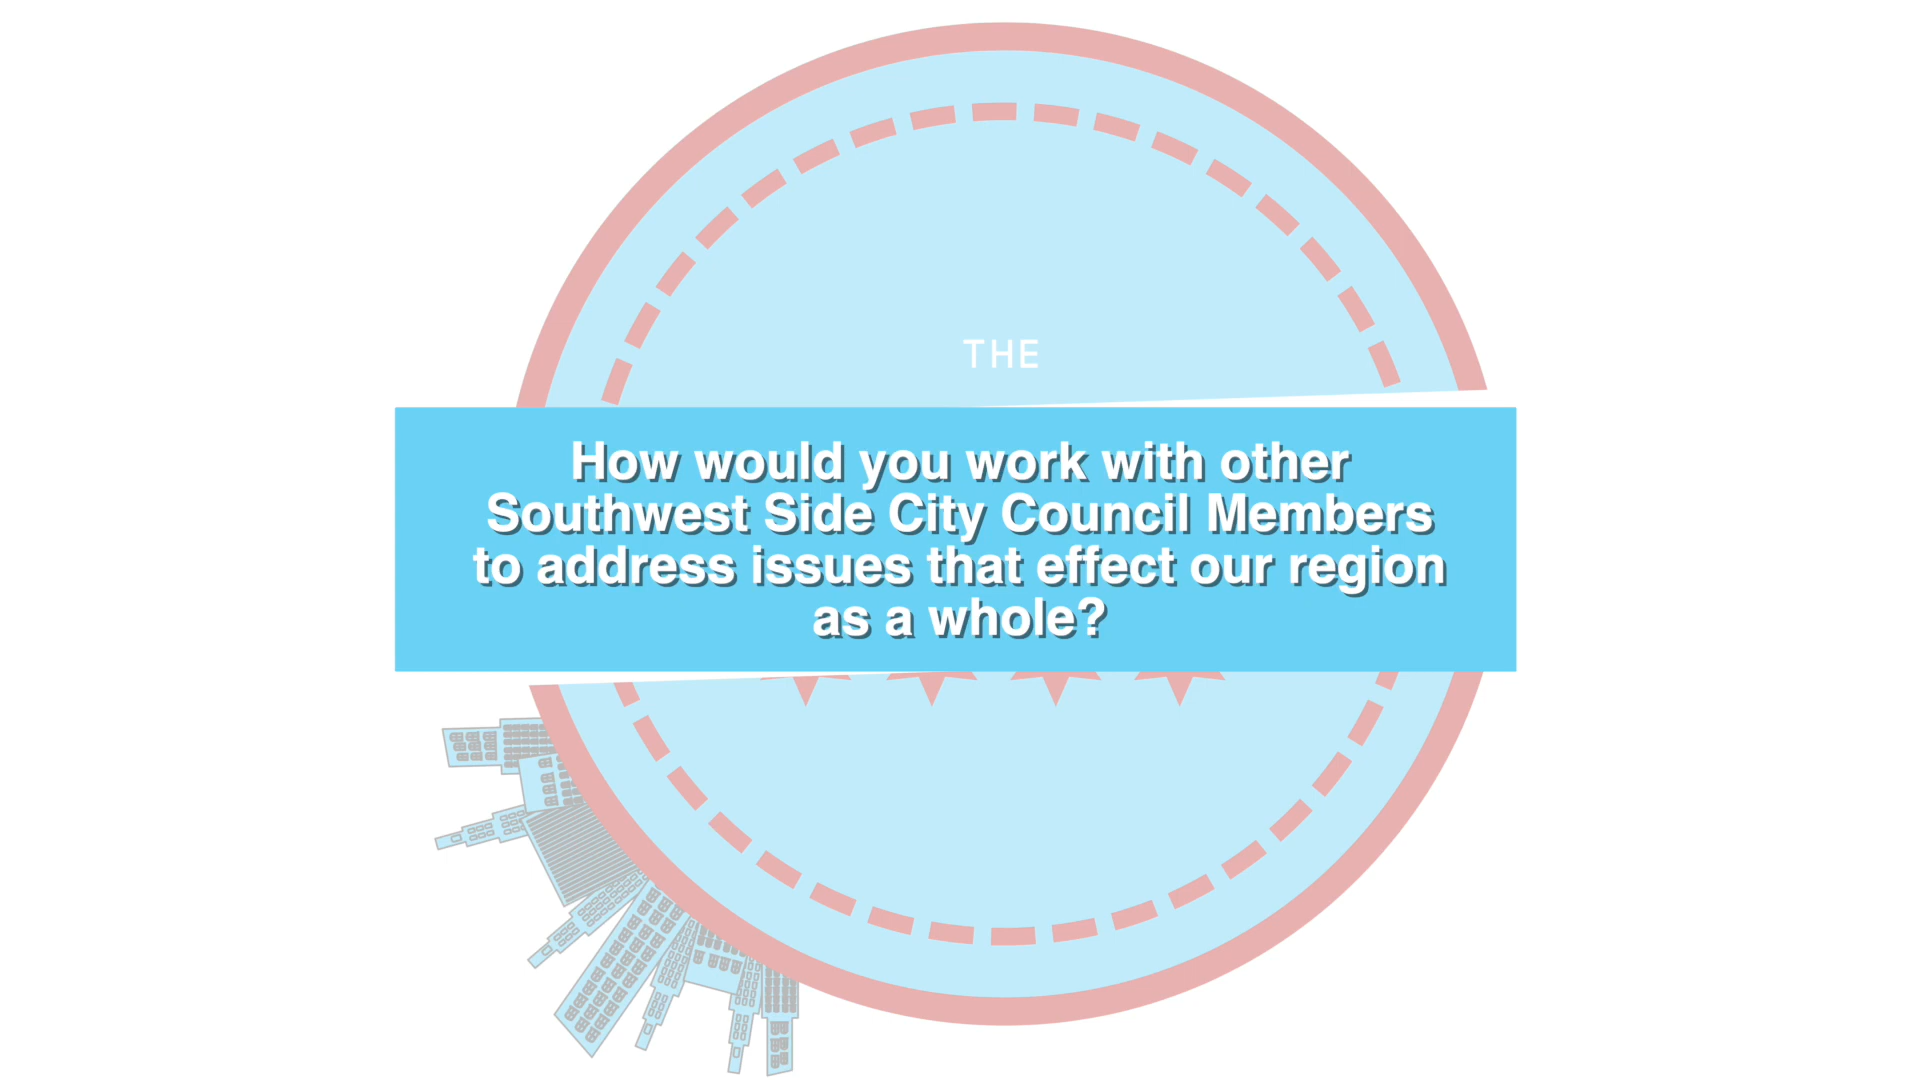 THE
How would you work with other
Southwest Side City Council Members
to address issues that effect our region
as a whole?